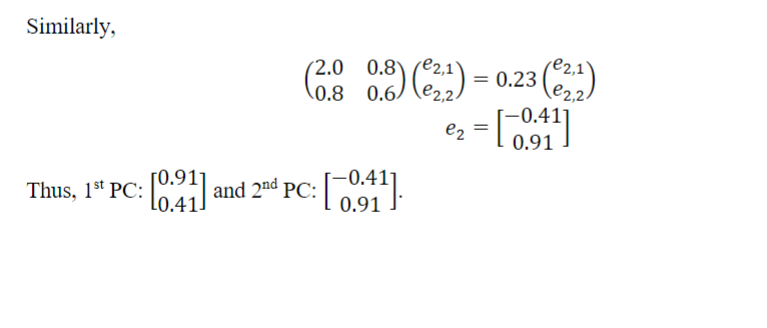 Similarly,
(2.0 0.8
0.8 0.6) (e2,1
e2,2) = 0.23 (e2,1
e2,2)
e2 = [−0.41
0.91]
Thus, 1st PC: [0.91
0.41] and 2nd PC: [−0.41
0.91].